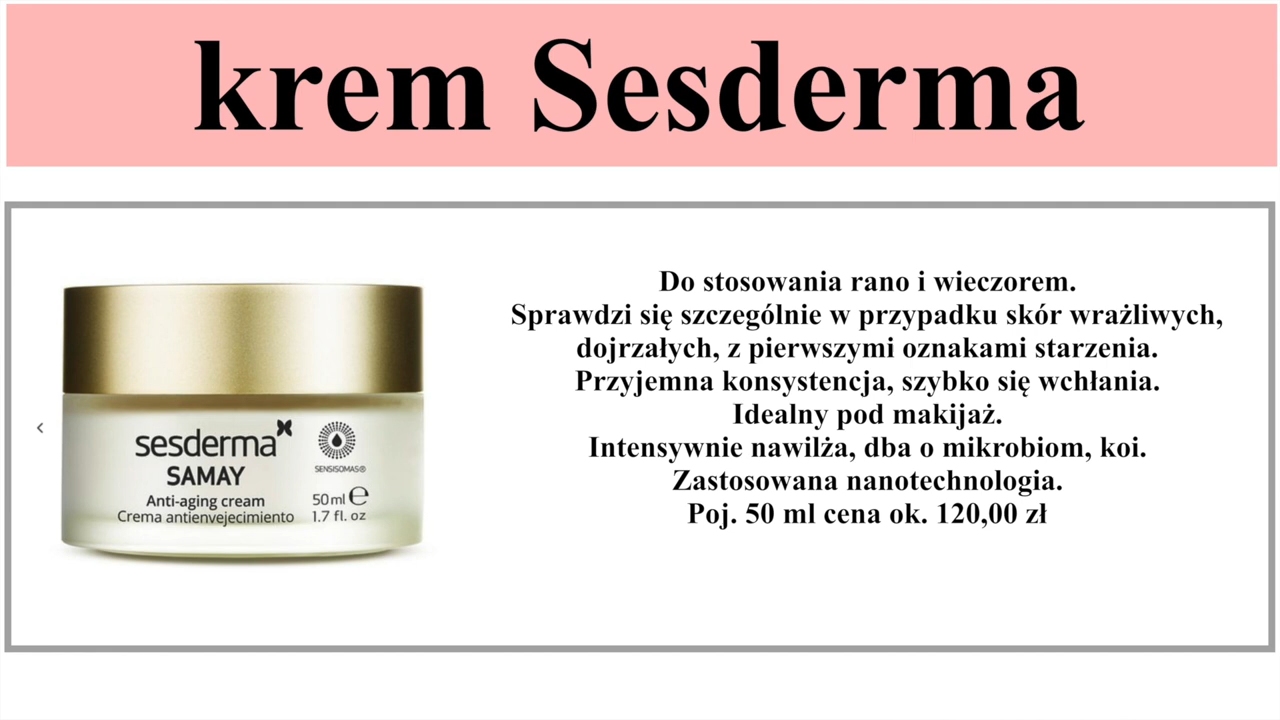 krem Sesderma
Do stosowania rano i wieczorem.
Sprawdzi się szczególnie w przypadku skór wrażliwych,
dojrzałych, z pierwszymi oznakami starzenia.
Przyjemna konsystencja, szybko się wchłania.
Idealny pod makijaż.
Intensywnie nawilża, dba o mikrobiom, koi.
Zastosowana nanotechnologia.
Poj. 50 ml cena ok. 120,00 zł
sesderma
SAMAY
Anti-aging cream
Crema antienvejecimiento
SENSISOMAS®
50 ml ℮
1.7 fl. oz